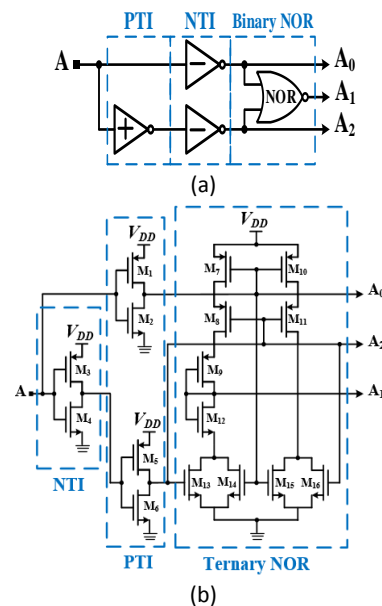 PTI NTI Binary NOR
A
A0
NOR
A1
A2
(a)
VDD
VDD
M7
M10
M1
M2
A0
VDD
M8
M11
A2
M3
M9
A
A1
M4
M12
VDD
NTI
M5
M13
M14
M15
M16
M6
PTI
Ternary NOR
(b)